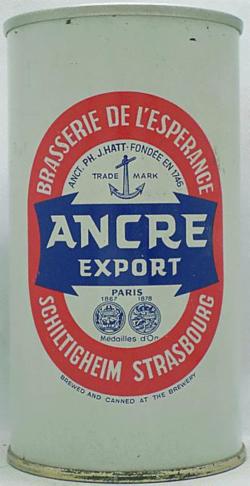 BRASSERIE DE L'ESPERANCE
ANCT. PH. J. HATT - FONDÉE EN 1746
TRADE MARK
ANCRE
EXPORT
PARIS
1867 1878
Médailles d'Or
SCHILTIGHEIM STRASBOURG
BREWED AND CANNED AT THE BREWERY